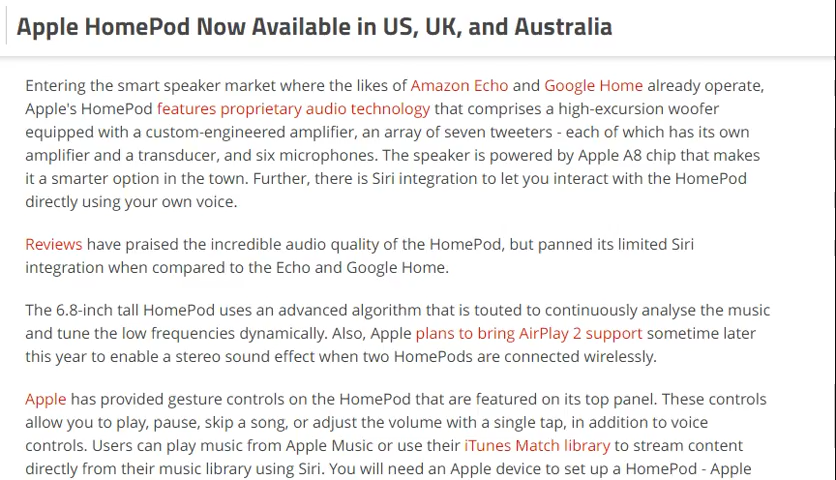 Apple HomePod Now Available in US, UK, and Australia
Entering the smart speaker market where the likes of Amazon Echo and Google Home already operate,
Apple's HomePod features proprietary audio technology that comprises a high-excursion woofer
equipped with a custom-engineered amplifier, an array of seven tweeters - each of which has its own
amplifier and a transducer, and six microphones. The speaker is powered by Apple A8 chip that makes
it a smarter option in the town. Further, there is Siri integration to let you interact with the HomePod
directly using your own voice.
Reviews have praised the incredible audio quality of the HomePod, but panned its limited Siri
integration when compared to the Echo and Google Home.
The 6.8-inch tall HomePod uses an advanced algorithm that is touted to continuously analyse the music
and tune the low frequencies dynamically. Also, Apple plans to bring AirPlay 2 support sometime later
this year to enable a stereo sound effect when two HomePods are connected wirelessly.
Apple has provided gesture controls on the HomePod that are featured on its top panel. These controls
allow you to play, pause, skip a song, or adjust the volume with a single tap, in addition to voice
controls. Users can play music from Apple Music or use their iTunes Match library to stream content
directly from their music library using Siri. You will need an Apple device to set up a HomePod - Apple